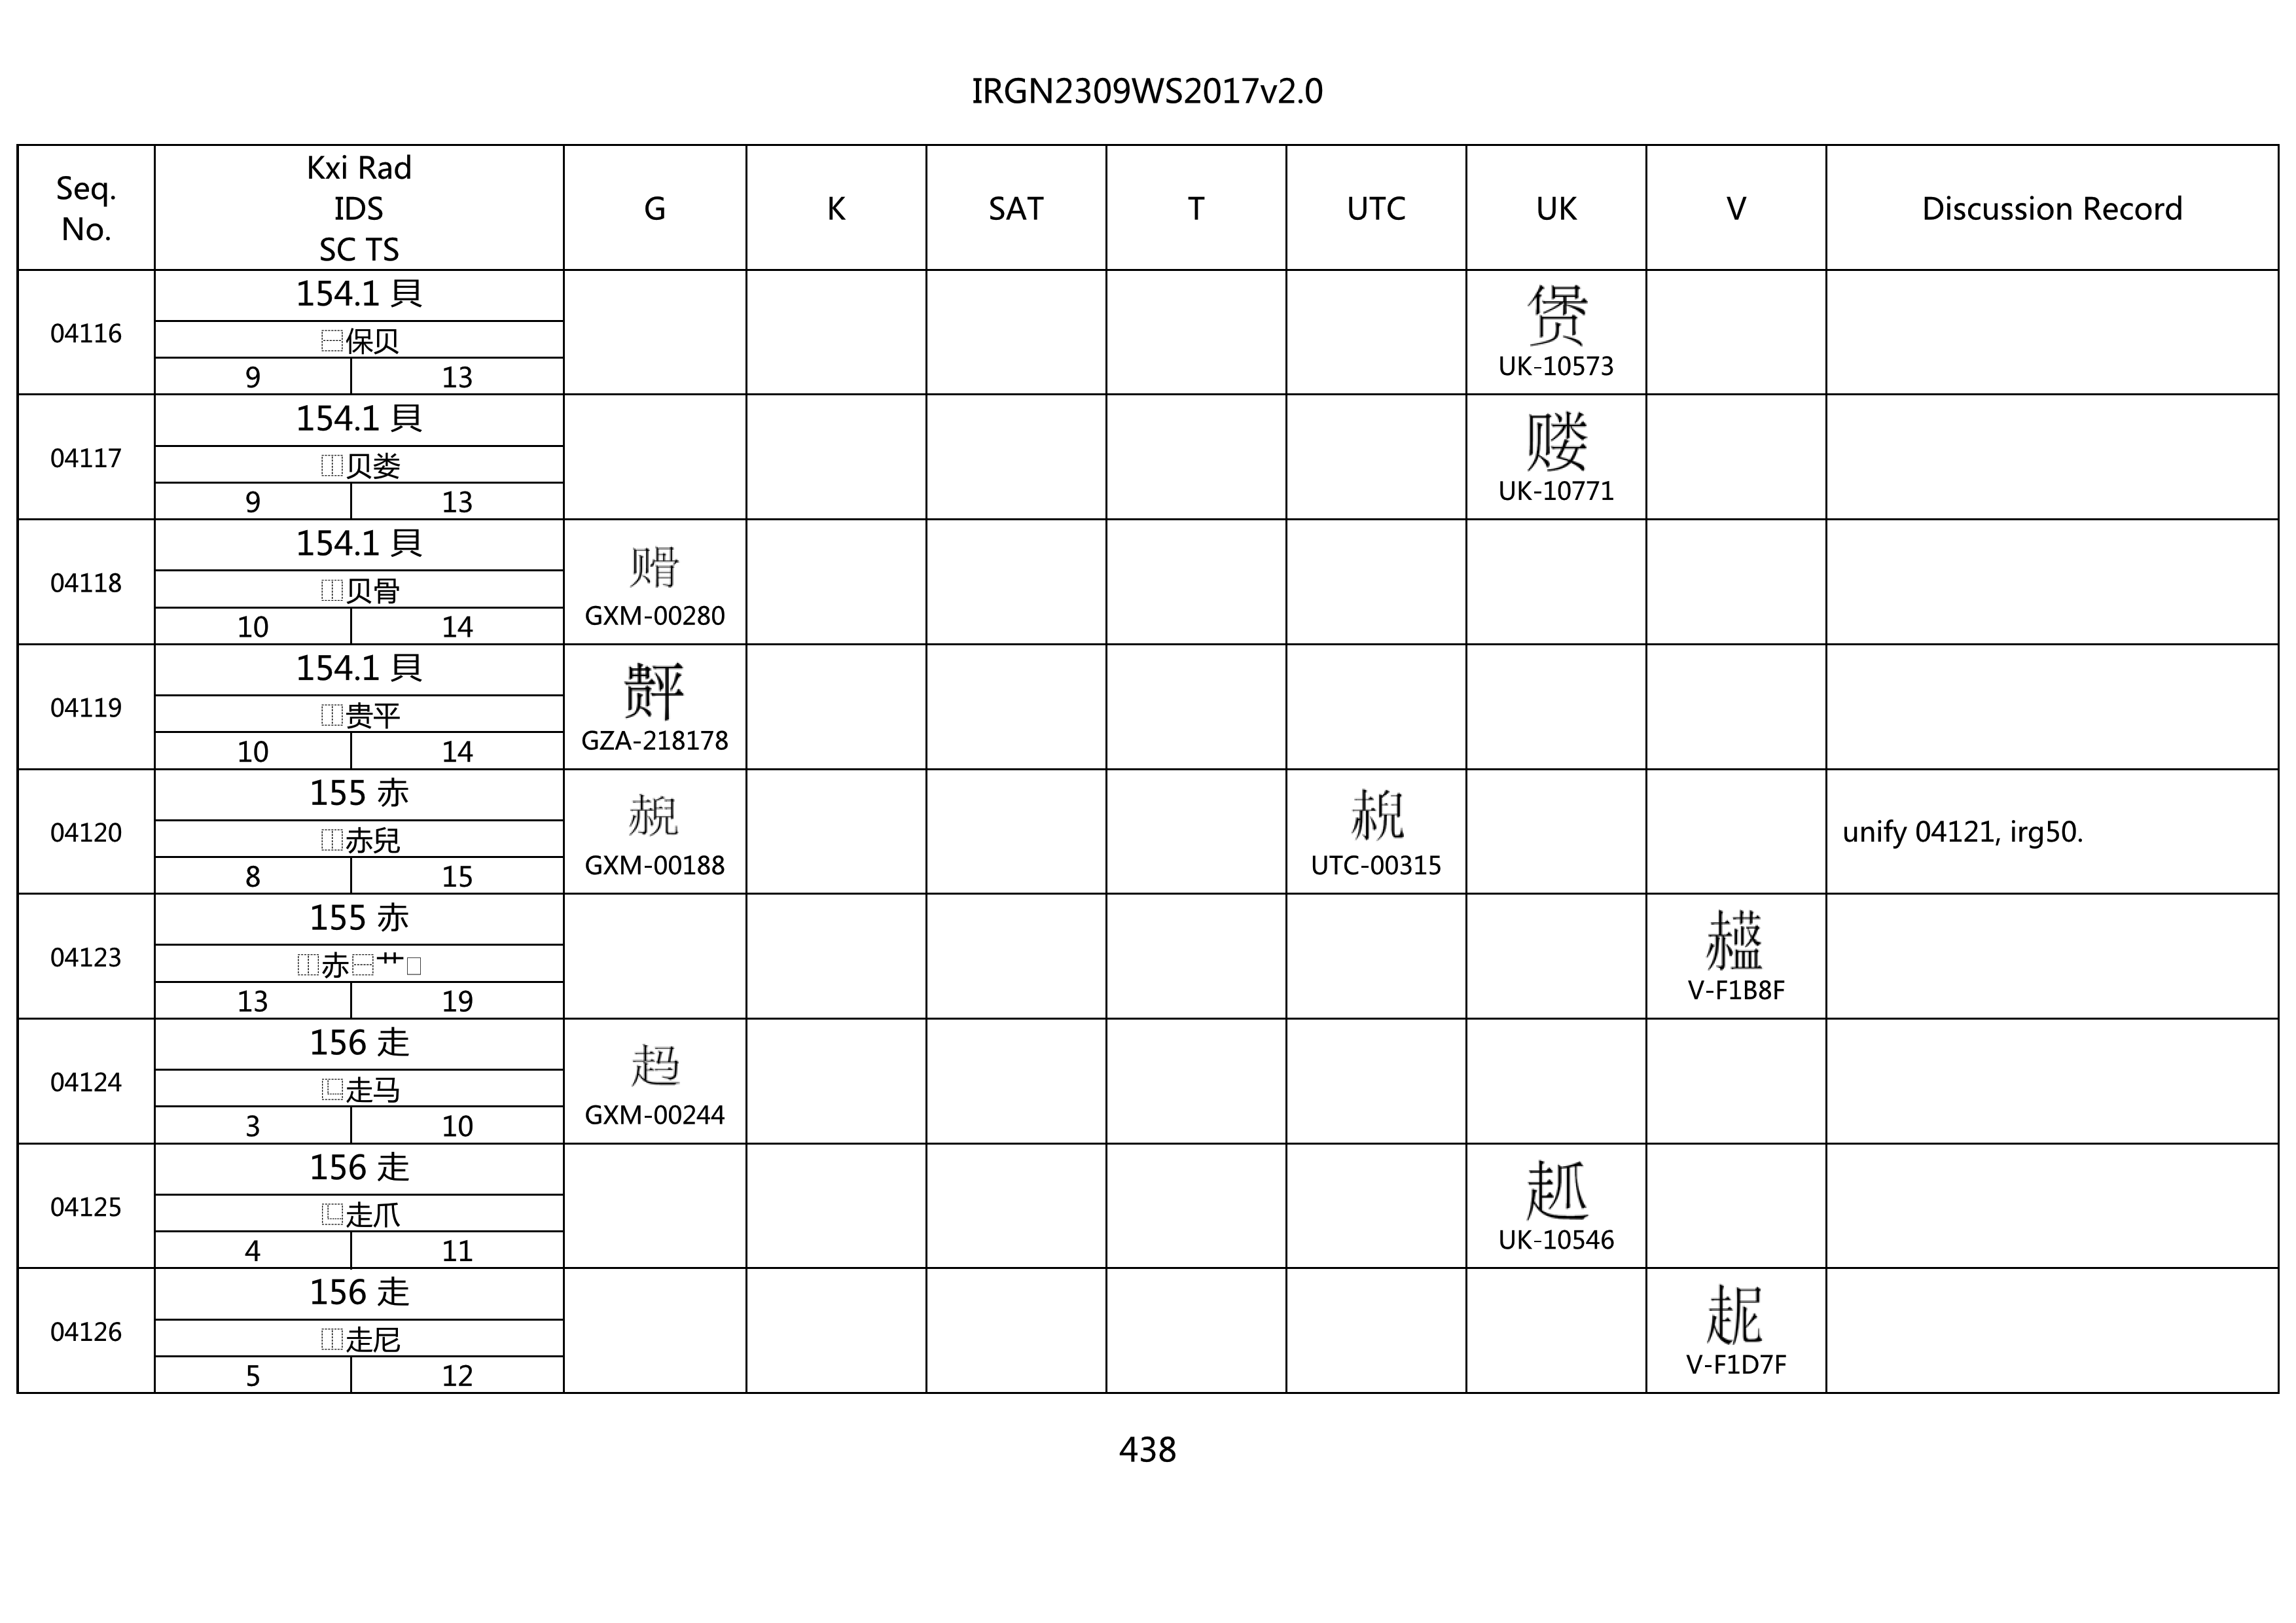 IRGN2309WS2017v2.0
Seq. No.
Kxi Rad
IDS
SC TS
G
K
SAT
T
UTC
UK
V
Discussion Record
04116
154.1 貝
⿱保贝
9 13
UK-10573
04117
154.1 貝
⿰贝娄
9 13
UK-10771
04118
154.1 貝
⿰贝骨
10 14
GXM-00280
04119
154.1 貝
⿰贵平
10 14
GZA-218178
04120
155 赤
⿰赤兒
8 15
GXM-00188
UTC-00315
unify 04121, irg50.
04123
155 赤
⿰赤⿱艹
13 19
V-F1B8F
04124
156 走
⿺走马
3 10
GXM-00244
04125
156 走
⿺走爪
4 11
UK-10546
04126
156 走
⿰走尼
5 12
V-F1D7F
438